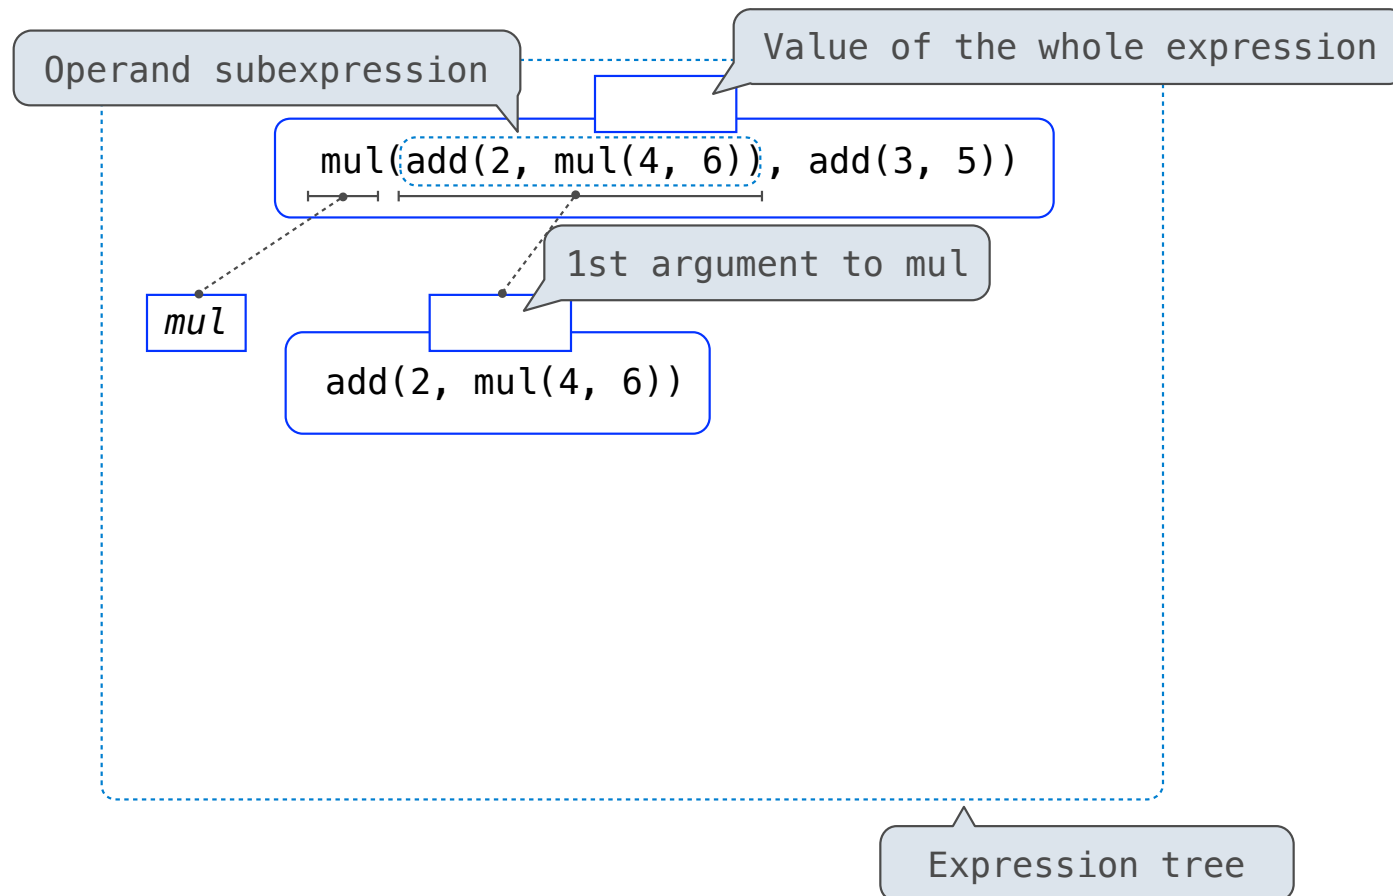 Value of the whole expression
Operand subexpression
mul(add(2, mul(4, 6)), add(3, 5))
1st argument to mul
mul
add(2, mul(4, 6))
Expression tree